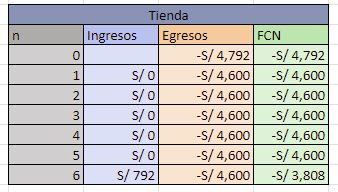 Tienda
n Ingresos Egresos FCN
0 -S/ 4,792 -S/ 4,792
1 S/ 0 -S/ 4,600 -S/ 4,600
2 S/ 0 -S/ 4,600 -S/ 4,600
3 S/ 0 -S/ 4,600 -S/ 4,600
4 S/ 0 -S/ 4,600 -S/ 4,600
5 S/ 0 -S/ 4,600 -S/ 4,600
6 S/ 792 -S/ 4,600 -S/ 3,808